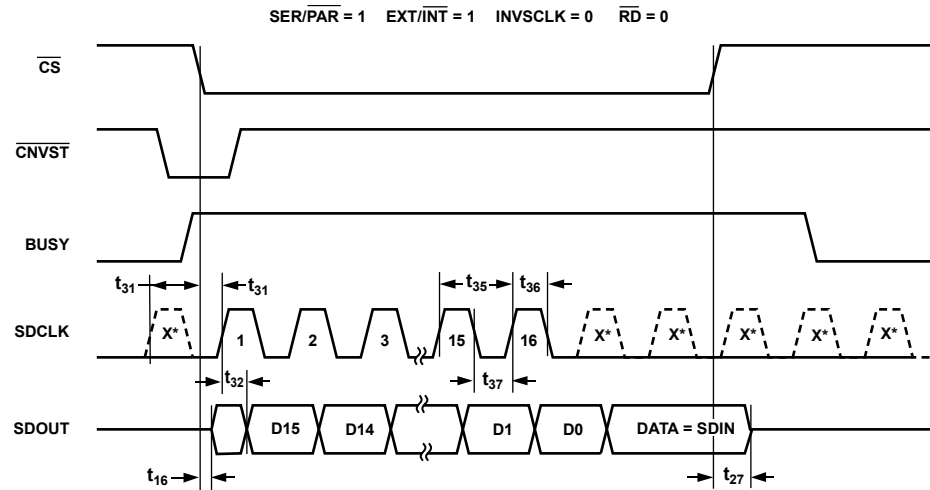 SER/PAR = 1 EXT/INT = 1 INVSCLK = 0 RD = 0
CS
CNVST
BUSY
t31 t31 t35 t36
SDCLK X* 1 2 3 15 16 X* X* X* X* X*
t32 t37
SDOUT D15 D14 D1 D0 DATA = SDIN
t16 t27